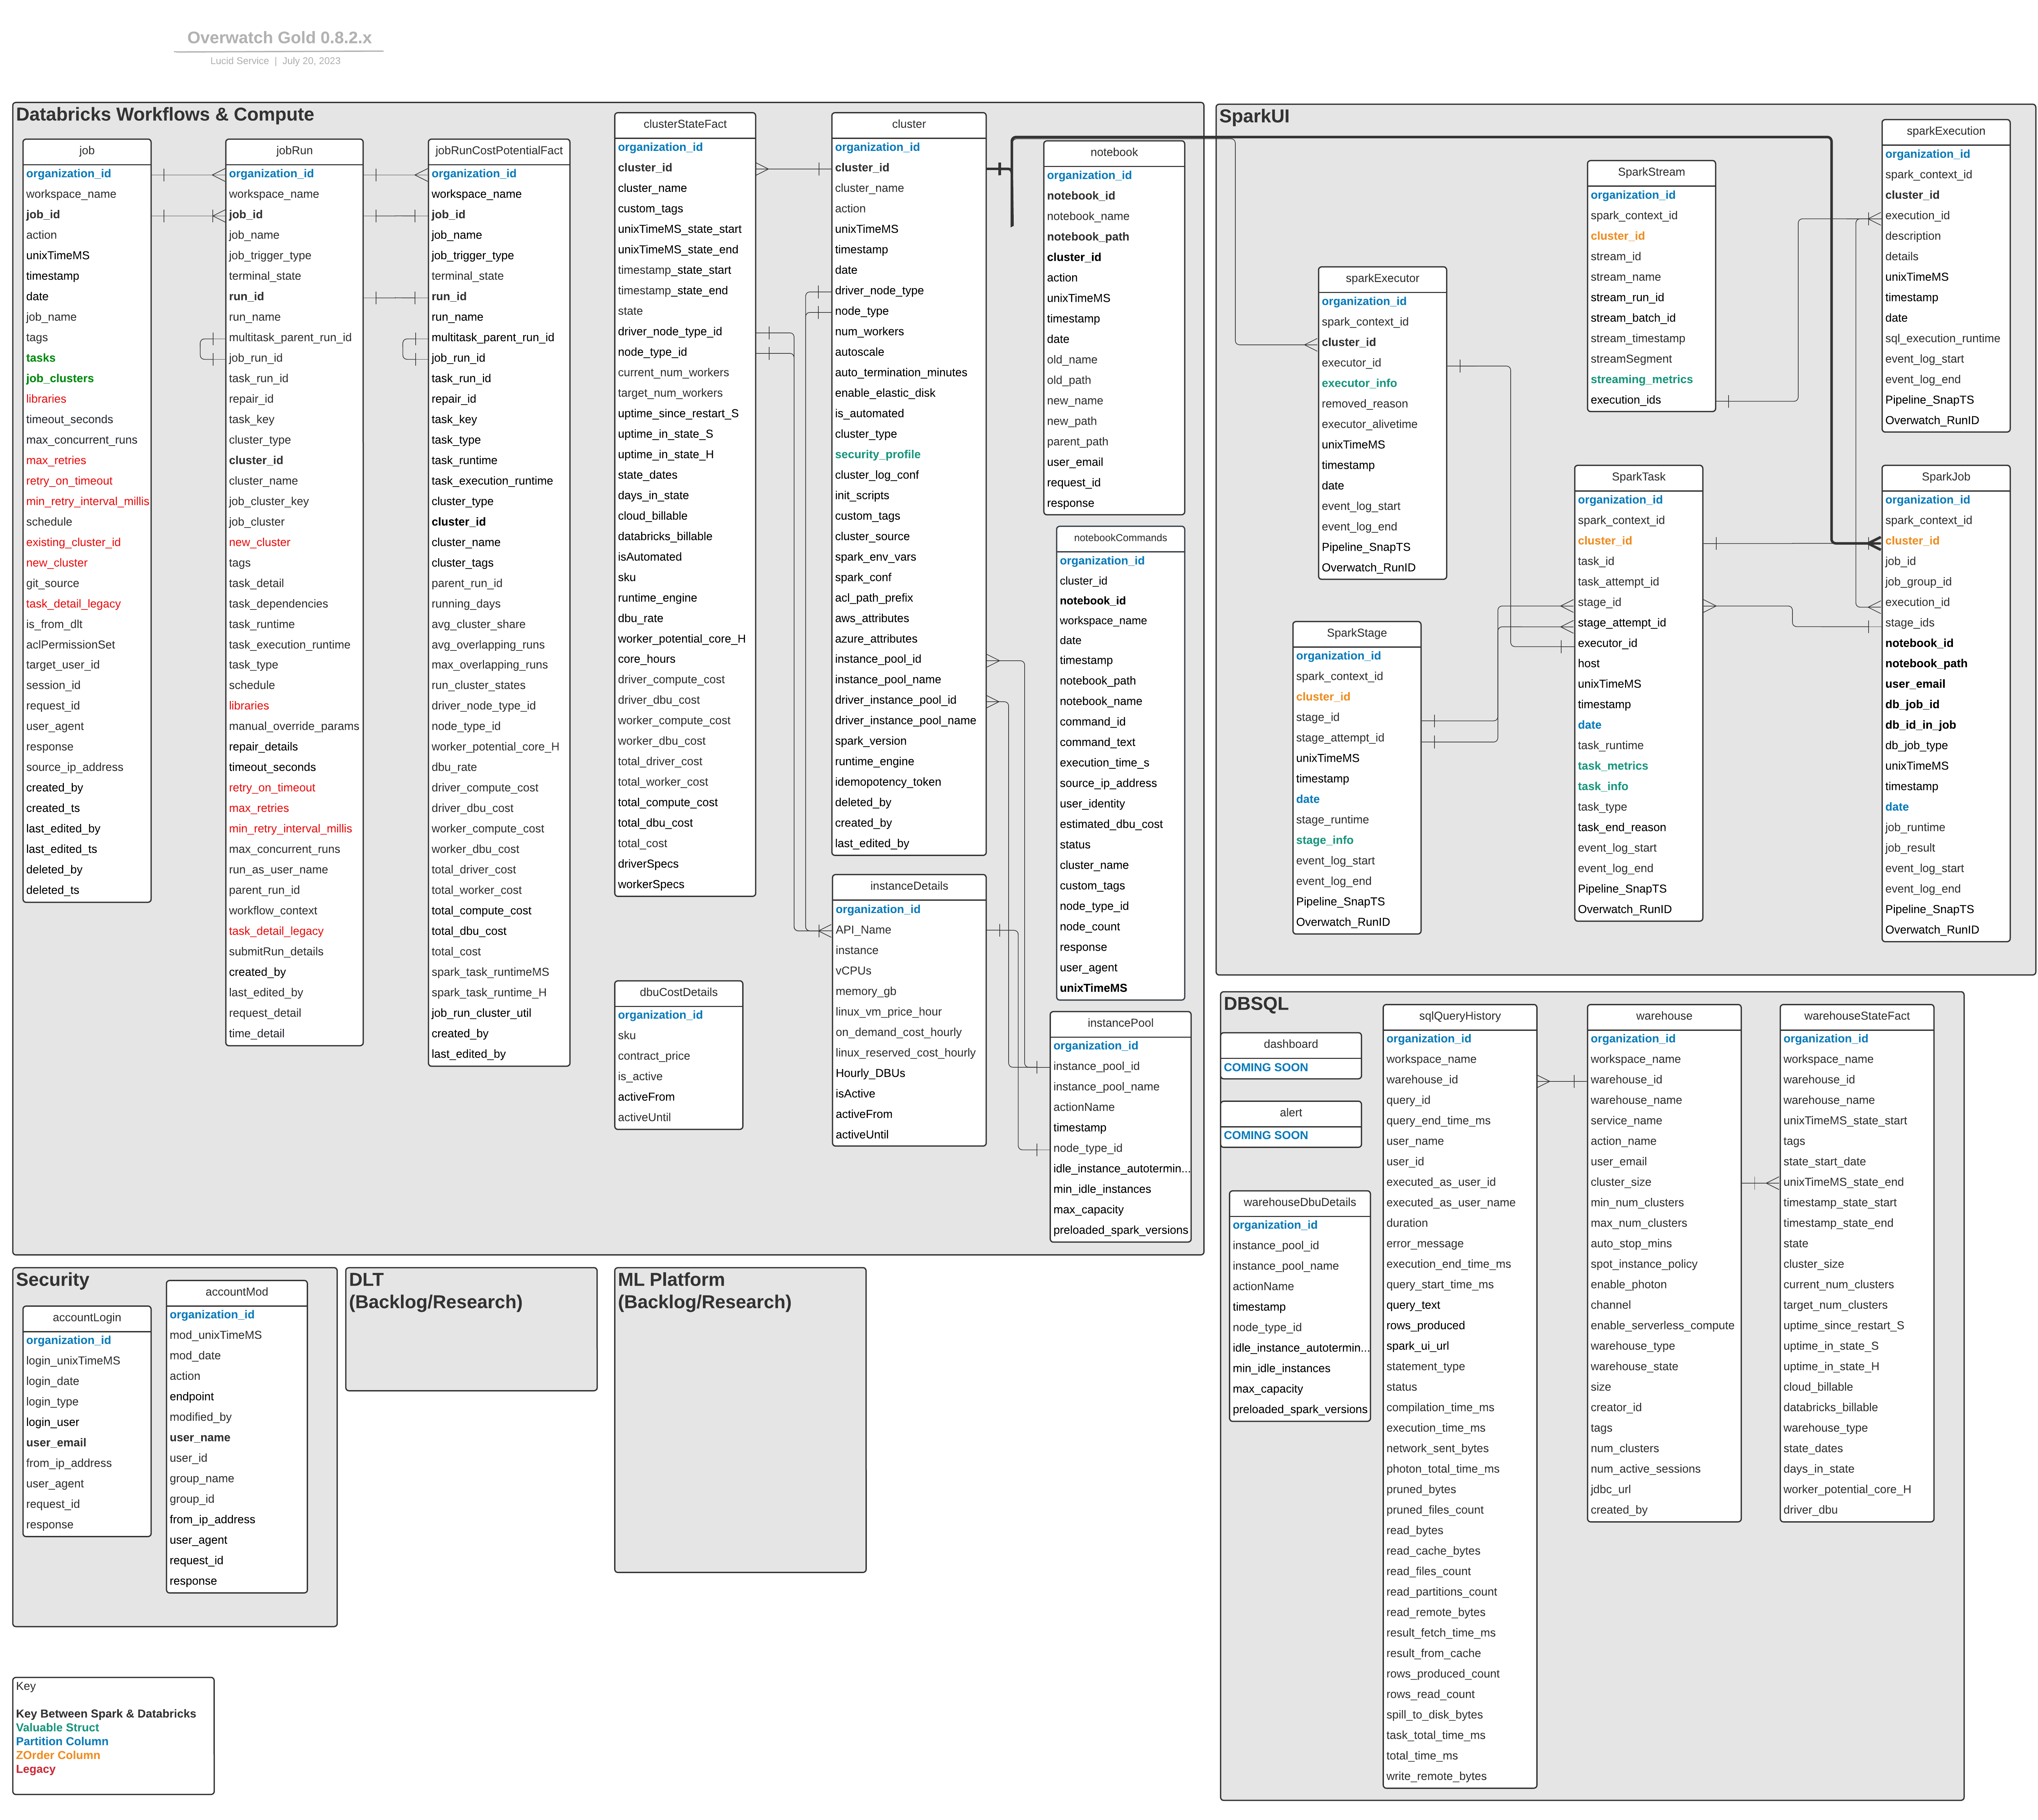 Overwatch Gold 0.8.2.x
Lucid Service | July 20, 2023
Databricks Workflows & Compute
job
organization_id
workspace_name
job_id
action
unixTimeMS
timestamp
date
job_name
tags
tasks
job_clusters
libraries
timeout_seconds
max_concurrent_runs
max_retries
retry_on_timeout
min_retry_interval_millis
schedule
existing_cluster_id
new_cluster
git_source
task_detail_legacy
is_from_dlt
aclPermissionSet
target_user_id
session_id
request_id
user_agent
response
source_ip_address
created_by
created_ts
last_edited_by
last_edited_ts
deleted_by
deleted_ts
jobRun
organization_id
workspace_name
job_id
job_name
job_trigger_type
terminal_state
run_id
run_name
multitask_parent_run_id
job_run_id
task_run_id
repair_id
task_key
cluster_type
cluster_id
cluster_name
job_cluster_key
job_cluster
new_cluster
tags
task_detail
task_dependencies
task_runtime
task_execution_runtime
task_type
schedule
libraries
manual_override_params
repair_details
timeout_seconds
retry_on_timeout
max_retries
min_retry_interval_millis
max_concurrent_runs
run_as_user_name
parent_run_id
workflow_context
task_detail_legacy
submitRun_details
created_by
last_edited_by
request_detail
time_detail
jobRunCostPotentialFact
organization_id
workspace_name
job_id
job_name
job_trigger_type
terminal_state
run_id
run_name
multitask_parent_run_id
job_run_id
task_run_id
repair_id
task_key
task_type
task_runtime
task_execution_runtime
cluster_type
cluster_id
cluster_name
cluster_tags
parent_run_id
running_days
avg_cluster_share
avg_overlapping_runs
max_overlapping_runs
run_cluster_states
driver_node_type_id
node_type_id
worker_potential_core_H
dbu_rate
driver_compute_cost
driver_dbu_cost
worker_compute_cost
worker_dbu_cost
total_driver_cost
total_worker_cost
total_compute_cost
total_dbu_cost
total_cost
spark_task_runtimeMS
spark_task_runtime_H
job_run_cluster_util
created_by
last_edited_by
clusterStateFact
organization_id
cluster_id
cluster_name
custom_tags
unixTimeMS_state_start
unixTimeMS_state_end
timestamp_state_start
timestamp_state_end
state
driver_node_type_id
node_type_id
current_num_workers
target_num_workers
uptime_since_restart_S
uptime_in_state_S
uptime_in_state_H
state_dates
days_in_state
cloud_billable
databricks_billable
isAutomated
sku
runtime_engine
dbu_rate
worker_potential_core_H
core_hours
driver_compute_cost
driver_dbu_cost
worker_compute_cost
worker_dbu_cost
total_driver_cost
total_worker_cost
total_compute_cost
total_dbu_cost
total_cost
driverSpecs
workerSpecs
dbuCostDetails
organization_id
sku
contract_price
is_active
activeFrom
activeUntil
cluster
organization_id
cluster_id
cluster_name
action
unixTimeMS
timestamp
date
driver_node_type
node_type
num_workers
autoscale
auto_termination_minutes
enable_elastic_disk
is_automated
cluster_type
security_profile
cluster_log_conf
init_scripts
custom_tags
cluster_source
spark_env_vars
spark_conf
acl_path_prefix
aws_attributes
azure_attributes
instance_pool_id
instance_pool_name
driver_instance_pool_id
driver_instance_pool_name
spark_version
runtime_engine
idemopotency_token
deleted_by
created_by
last_edited_by
instanceDetails
organization_id
API_Name
instance
vCPUs
memory_gb
linux_vm_price_hour
on_demand_cost_hourly
linux_reserved_cost_hourly
Hourly_DBUs
isActive
activeFrom
activeUntil
notebook
organization_id
notebook_id
notebook_name
notebook_path
cluster_id
action
unixTimeMS
timestamp
date
old_name
old_path
new_name
new_path
parent_path
user_email
request_id
response
notebookCommands
organization_id
cluster_id
notebook_id
workspace_name
date
timestamp
notebook_path
notebook_name
command_id
command_text
execution_time_s
source_ip_address
user_identity
estimated_dbu_cost
status
cluster_name
custom_tags
node_type_id
node_count
response
user_agent
unixTimeMS
instancePool
organization_id
instance_pool_id
instance_pool_name
actionName
timestamp
node_type_id
idle_instance_autotermin...
min_idle_instances
max_capacity
preloaded_spark_versions
SparkUI
sparkExecutor
organization_id
spark_context_id
cluster_id
executor_id
executor_info
removed_reason
executor_alivetime
unixTimeMS
timestamp
date
event_log_start
event_log_end
Pipeline_SnapTS
Overwatch_RunID
SparkStage
organization_id
spark_context_id
cluster_id
stage_id
stage_attempt_id
unixTimeMS
timestamp
date
stage_runtime
stage_info
event_log_start
event_log_end
Pipeline_SnapTS
Overwatch_RunID
SparkStream
organization_id
spark_context_id
cluster_id
stream_id
stream_name
stream_run_id
stream_batch_id
stream_timestamp
streamSegment
streaming_metrics
execution_ids
SparkTask
organization_id
spark_context_id
cluster_id
task_id
task_attempt_id
stage_id
stage_attempt_id
executor_id
host
unixTimeMS
timestamp
date
task_runtime
task_metrics
task_info
task_type
task_end_reason
event_log_start
event_log_end
Pipeline_SnapTS
Overwatch_RunID
sparkExecution
organization_id
spark_context_id
cluster_id
execution_id
description
details
unixTimeMS
timestamp
date
sql_execution_runtime
event_log_start
event_log_end
Pipeline_SnapTS
Overwatch_RunID
SparkJob
organization_id
spark_context_id
cluster_id
job_id
job_group_id
execution_id
stage_ids
notebook_id
notebook_path
user_email
db_job_id
db_id_in_job
db_job_type
unixTimeMS
timestamp
date
job_runtime
job_result
event_log_start
event_log_end
Pipeline_SnapTS
Overwatch_RunID
DBSQL
dashboard
COMING SOON
alert
COMING SOON
warehouseDbuDetails
organization_id
instance_pool_id
instance_pool_name
actionName
timestamp
node_type_id
idle_instance_autotermin...
min_idle_instances
max_capacity
preloaded_spark_versions
sqlQueryHistory
organization_id
workspace_name
warehouse_id
query_id
query_end_time_ms
user_name
user_id
executed_as_user_id
executed_as_user_name
duration
error_message
execution_end_time_ms
query_start_time_ms
query_text
rows_produced
spark_ui_url
statement_type
status
compilation_time_ms
execution_time_ms
network_sent_bytes
photon_total_time_ms
pruned_bytes
pruned_files_count
read_bytes
read_cache_bytes
read_files_count
read_partitions_count
read_remote_bytes
result_fetch_time_ms
result_from_cache
rows_produced_count
rows_read_count
spill_to_disk_bytes
task_total_time_ms
total_time_ms
write_remote_bytes
warehouse
organization_id
workspace_name
warehouse_id
warehouse_name
service_name
action_name
user_email
cluster_size
min_num_clusters
max_num_clusters
auto_stop_mins
spot_instance_policy
enable_photon
channel
enable_serverless_compute
warehouse_type
warehouse_state
size
creator_id
tags
num_clusters
num_active_sessions
jdbc_url
created_by
warehouseStateFact
organization_id
workspace_name
warehouse_id
warehouse_name
unixTimeMS_state_start
tags
state_start_date
unixTimeMS_state_end
timestamp_state_start
timestamp_state_end
state
cluster_size
current_num_clusters
target_num_clusters
uptime_since_restart_S
uptime_in_state_S
uptime_in_state_H
cloud_billable
databricks_billable
warehouse_type
state_dates
days_in_state
worker_potential_core_H
driver_dbu
Security
accountLogin
organization_id
login_unixTimeMS
login_date
login_type
login_user
user_email
from_ip_address
user_agent
request_id
response
accountMod
organization_id
mod_unixTimeMS
mod_date
action
endpoint
modified_by
user_name
user_id
group_name
group_id
from_ip_address
user_agent
request_id
response
DLT
(Backlog/Research)
ML Platform
(Backlog/Research)
Key
Key Between Spark & Databricks
Valuable Struct
Partition Column
ZOrder Column
Legacy